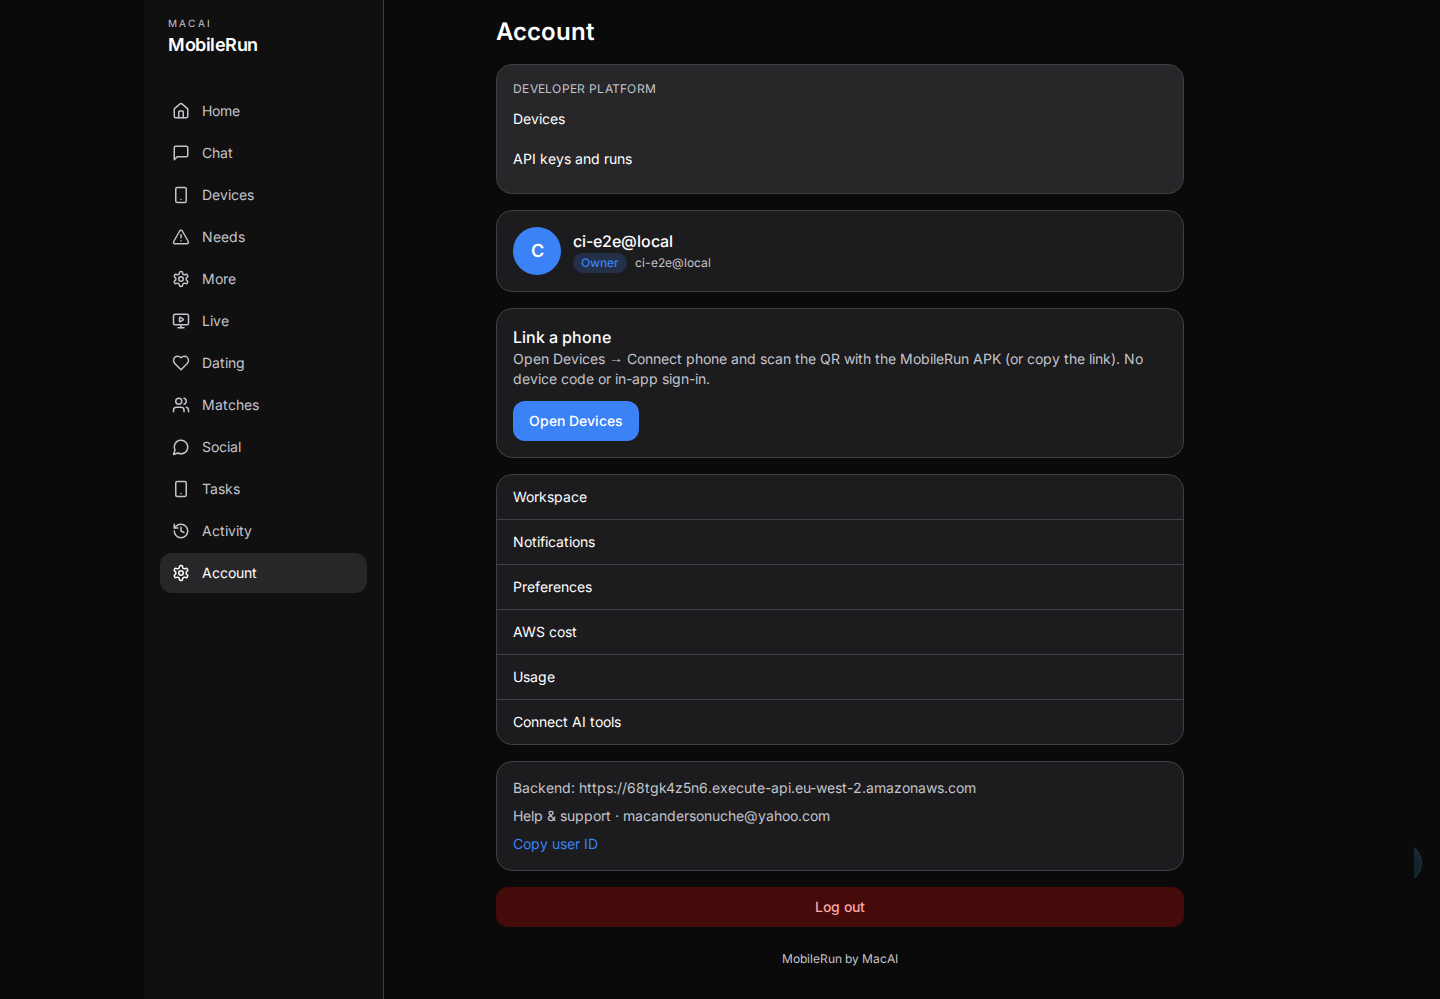 MACAI
MobileRun
Home
Chat
Devices
Needs
More
Live
Dating
Matches
Social
Tasks
Activity
Account
Account
DEVELOPER PLATFORM
Devices
API keys and runs
C
ci-e2e@local
Owner ci-e2e@local
Link a phone
Open Devices → Connect phone and scan the QR with the MobileRun APK (or copy the link). No
device code or in-app sign-in.
Open Devices
Workspace
Notifications
Preferences
AWS cost
Usage
Connect AI tools
Backend: https://68tgk4z5n6.execute-api.eu-west-2.amazonaws.com
Help & support · macandersonuche@yahoo.com
Copy user ID
Log out
MobileRun by MacAI